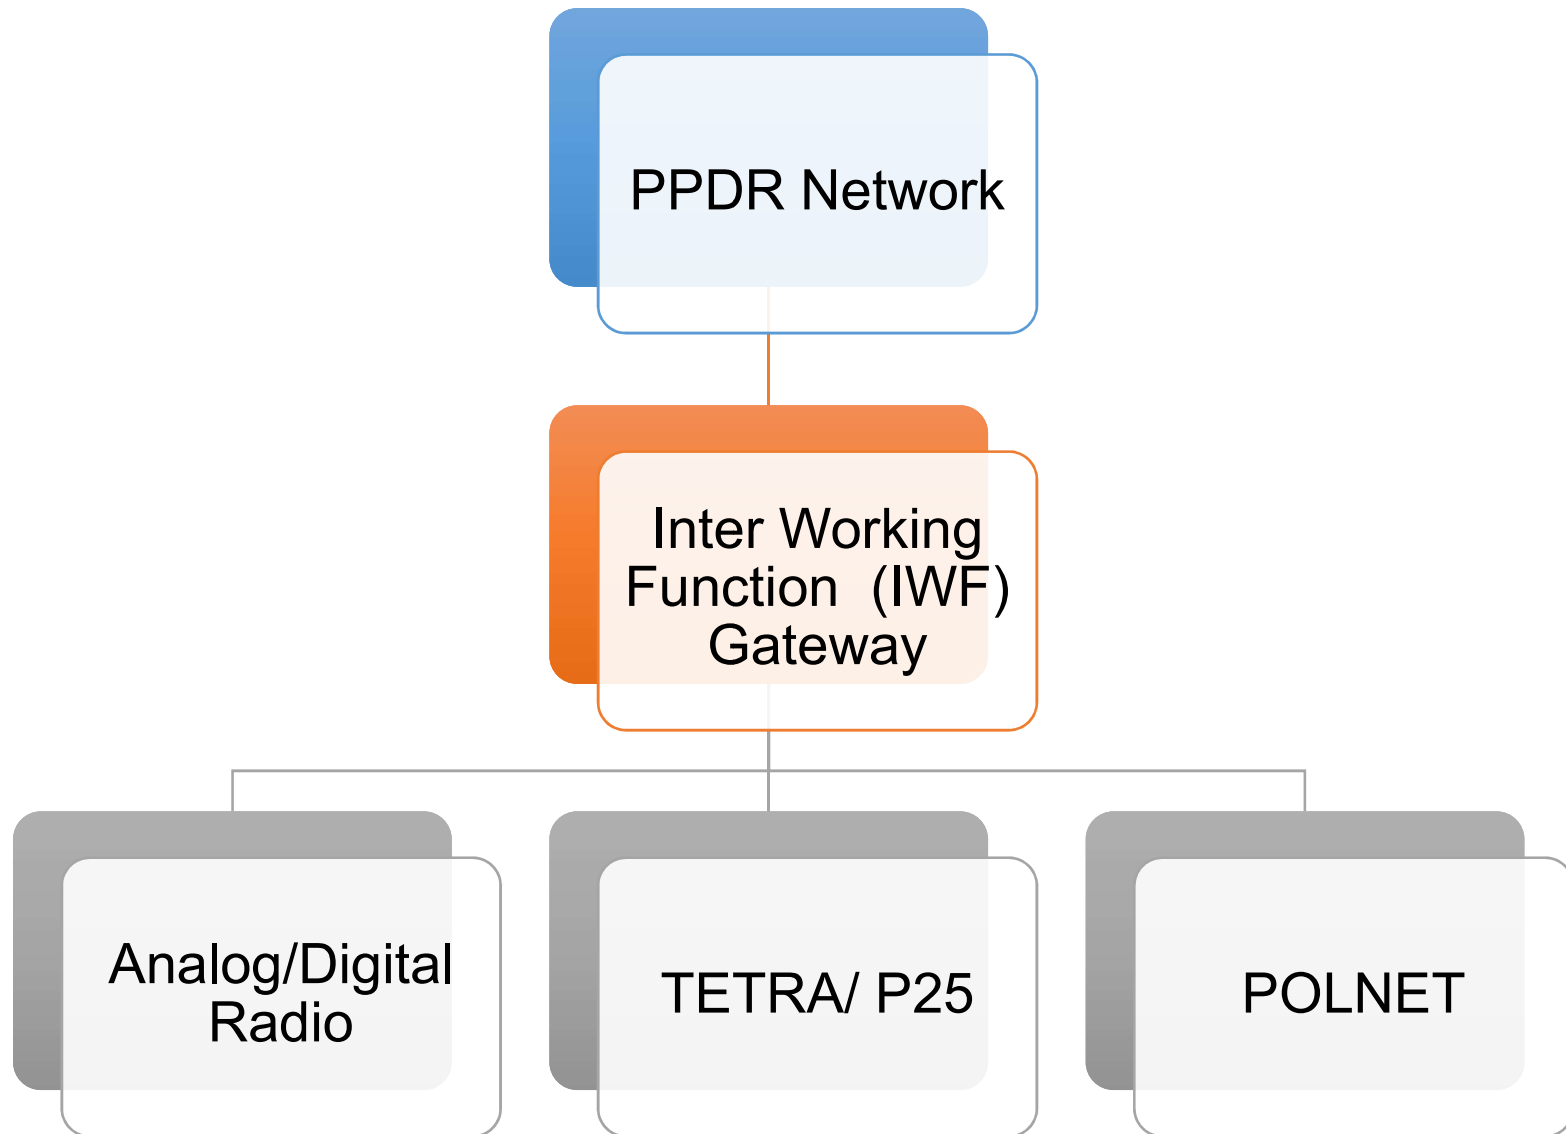 PPDR Network
Inter Working
Function  (IWF)
Gateway
Analog/Digital
Radio
TETRA/ P25
POLNET